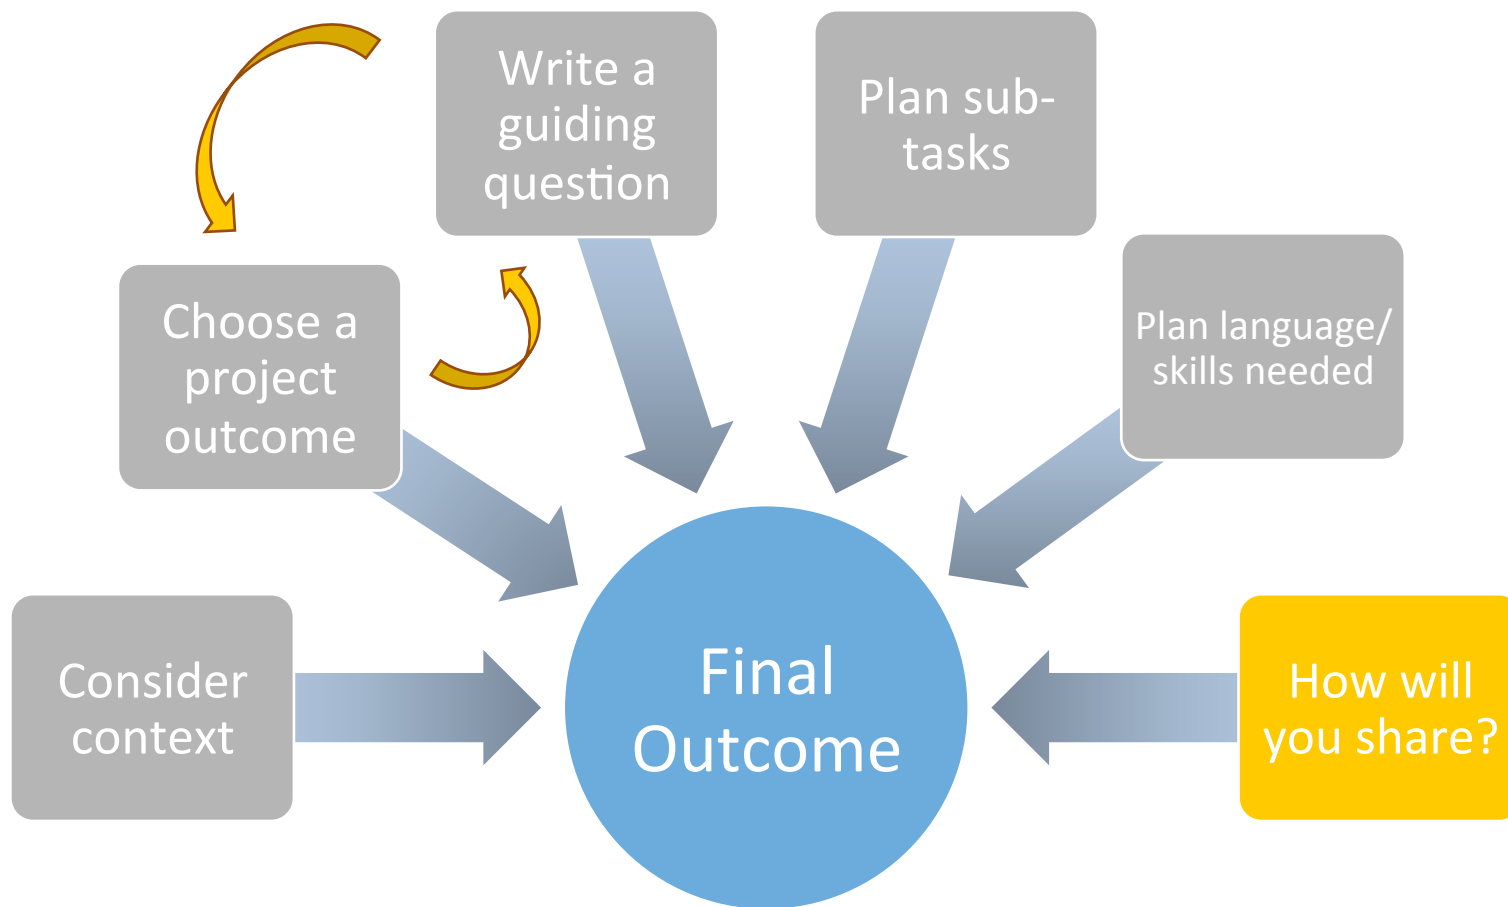 Write a
guiding
question
Plan sub-
tasks
Choose a
project
outcome
Plan language/
skills needed
Consider
context
Final
Outcome
How will
you share?